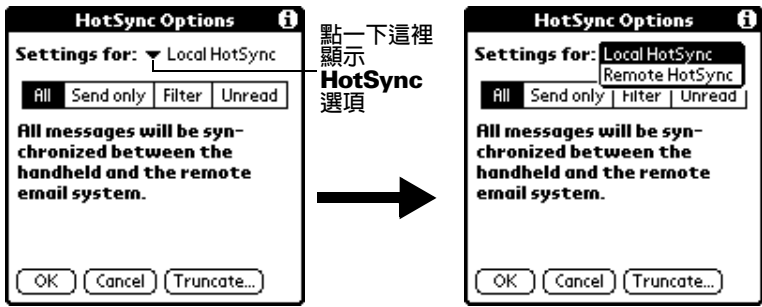 HotSync Options
Settings for: Local HotSync
All Send only Filter Unread
All messages will be syn-
chronized between the
handheld and the remote
email system.
OK Cancel Truncate...
點一下這裡
顯示
HotSync
選項
HotSync Options
Settings for: Local HotSync
Remote HotSync
All Send only Filter Unread
All messages will be syn-
chronized between the
handheld and the remote
email system.
OK Cancel Truncate...